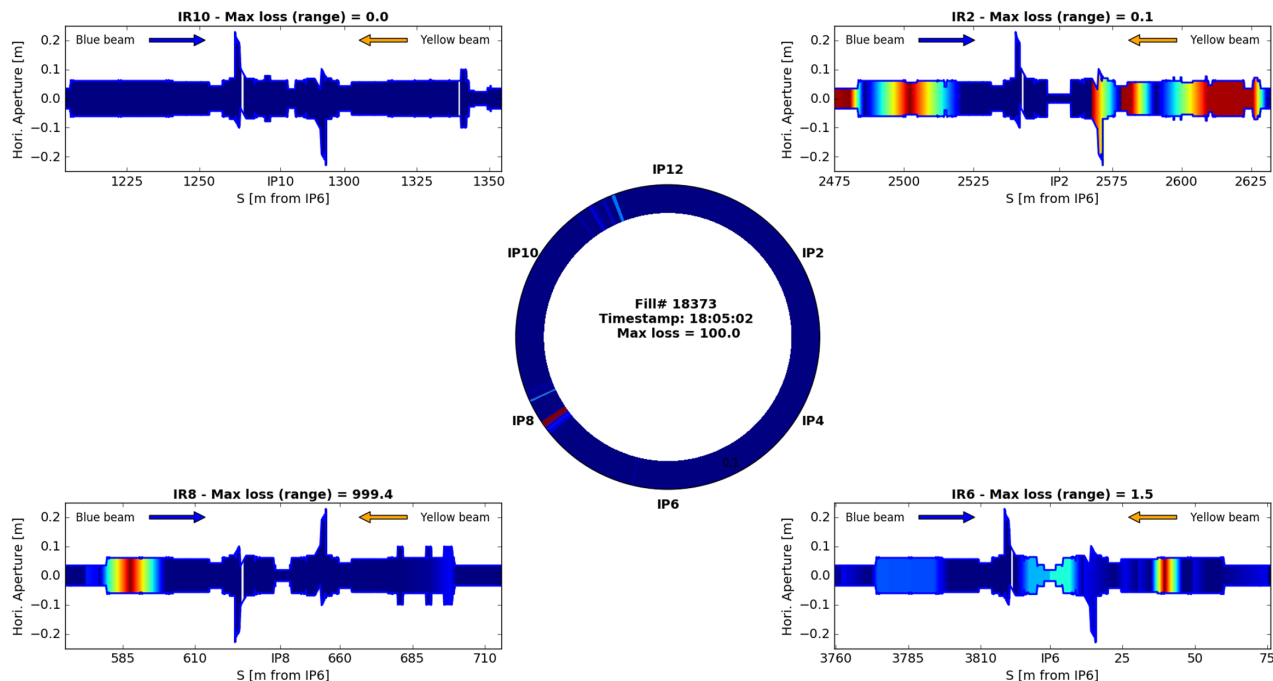 IR10 - Max loss (range) = 0.0
Hori. Aperture [m]
0.2
0.1
0.0
−0.1
−0.2
Blue beam
Yellow beam
1225 1250 IP10 1300 1325 1350
S [m from IP6]
IR2 - Max loss (range) = 0.1
Hori. Aperture [m]
0.2
0.1
0.0
−0.1
−0.2
Blue beam
Yellow beam
2475 2500 2525 IP2 2575 2600 2625
S [m from IP6]
IP12
IP10
IP2
Fill# 18373
Timestamp: 18:05:02
Max loss = 100.0
IP8
IP4
IP6
IR8 - Max loss (range) = 999.4
Hori. Aperture [m]
0.2
0.1
0.0
−0.1
−0.2
Blue beam
Yellow beam
585 610 IP8 660 685 710
S [m from IP6]
IR6 - Max loss (range) = 1.5
Hori. Aperture [m]
0.2
0.1
0.0
−0.1
−0.2
Blue beam
Yellow beam
3760 3785 3810 IP6 25 50 75
S [m from IP6]